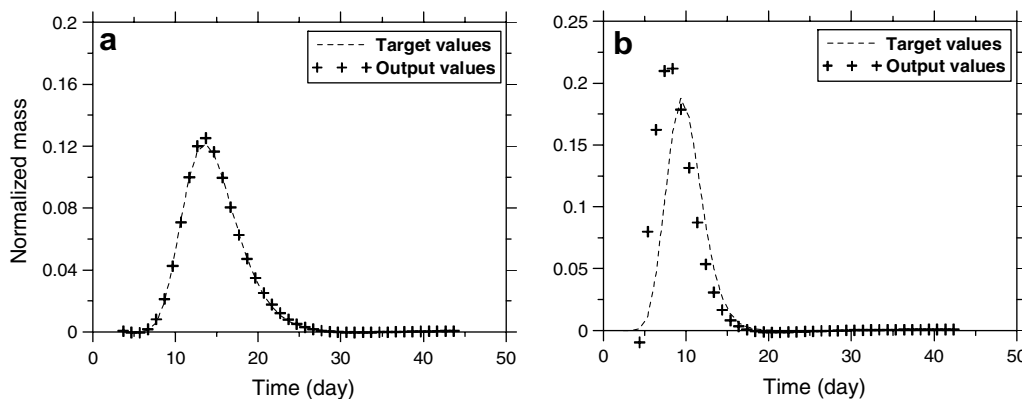 a
0.2
0.16
0.12
0.08
0.04
0
Normalized mass
Target values
+ + + Output values
0 10 20 30 40 50
Time (day)
b
0.25
0.2
0.15
0.1
0.05
0
Target values
+ + + Output values
0 10 20 30 40 50
Time (day)